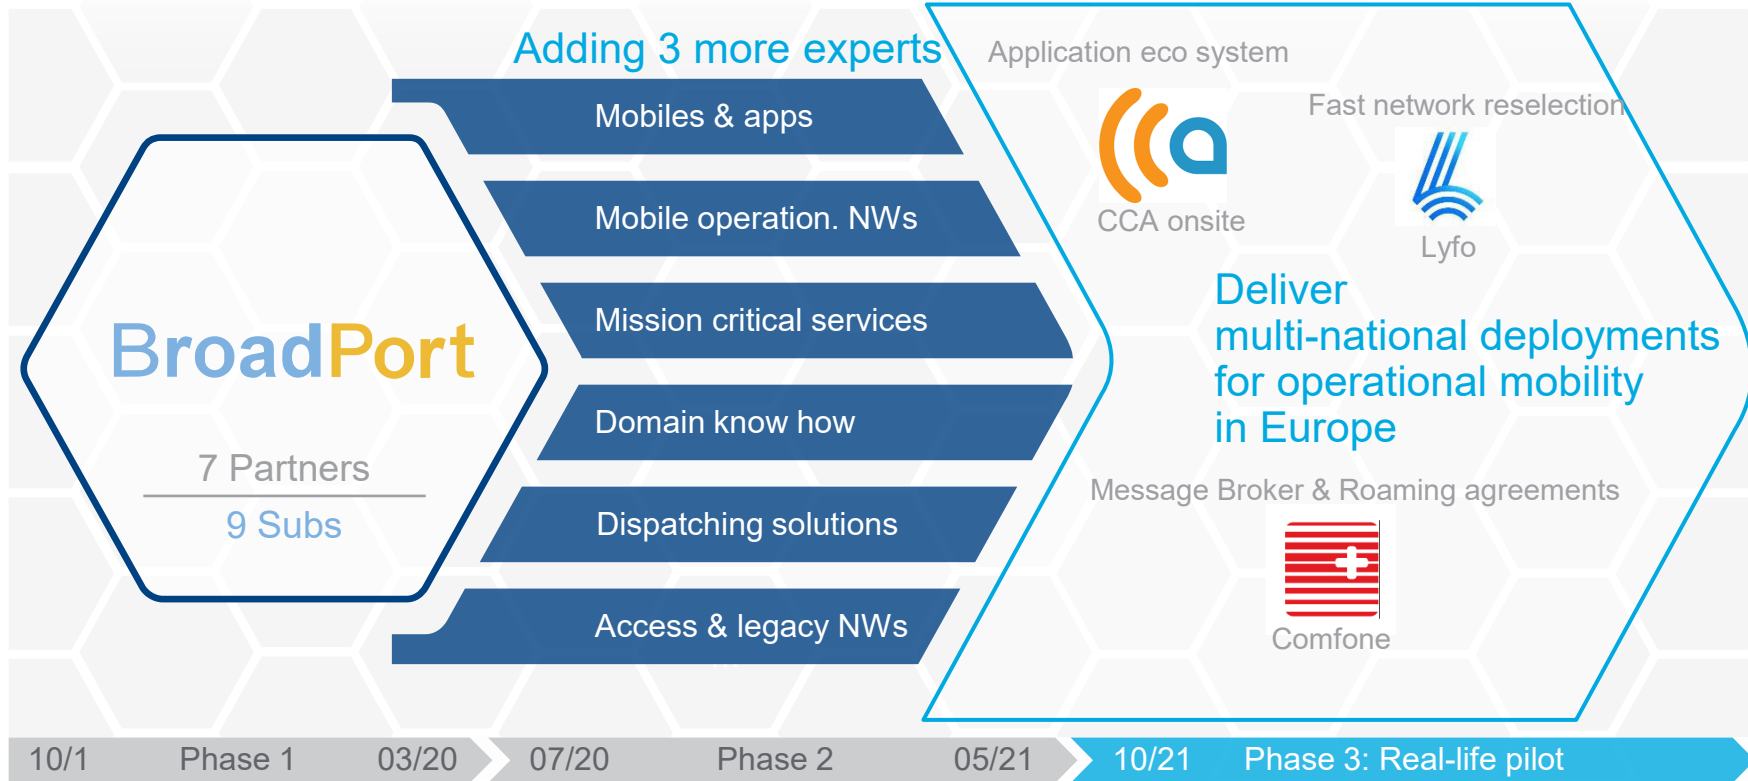 Adding 3 more experts
Mobiles & apps
Mobile operation. NWs
Mission critical services
Domain know how
Dispatching solutions
Access & legacy NWs
BroadPort
7 Partners
9 Subs
Application eco system
CCA onsite
Fast network reselection
Lyfo
Deliver
multi-national deployments
for operational mobility
in Europe
Message Broker & Roaming agreements
Comfone
10/1 Phase 1 03/20
07/20 Phase 2 05/21
10/21 Phase 3: Real-life pilot